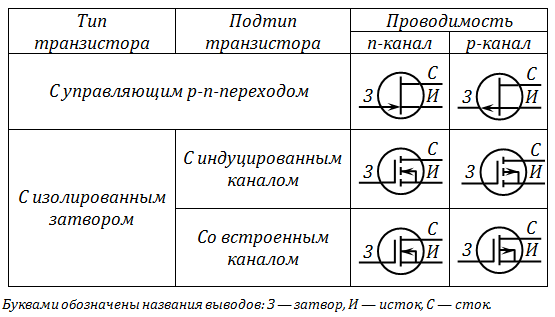 Тип транзистора
Подтип транзистора
Проводимость
n-канал
p-канал
С управляющим p-n-переходом
С
З
И
С
З
И
С изолированным затвором
С индуцированным каналом
С
З
И
С
З
И
Со встроенным каналом
С
З
И
С
З
И
Буквами обозначены названия выводов: З — затвор, И — исток, С — сток.